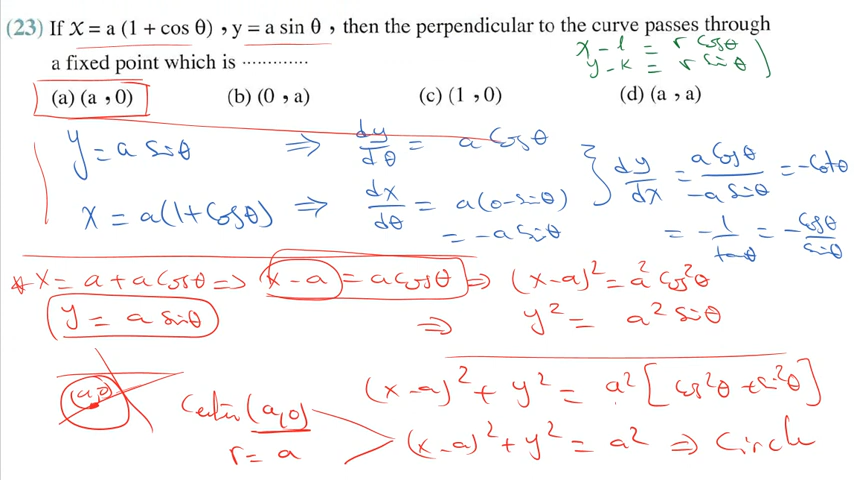 (23) If x = a (1 + cos θ) , y = a sin θ , then the perpendicular to the curve passes through
a fixed point which is ·············
x - l = r cos θ
y - k = r sin θ )
(a) (a , 0) (b) (0 , a) (c) (1 , 0) (d) (a , a)
y = a sin θ ⇒ dy/dθ = a cos θ
x = a(1 + cos θ) ⇒ dx/dθ = a(0 - sin θ)
= -a sin θ
} dy/dx = a cos θ / -a sin θ = -cot θ
= - 1/tan θ = - cos θ/sin θ
* x = a + a cos θ ⇒ x - a = a cos θ ⇒ (x - a)² = a² cos² θ
y = a sin θ ⇒ y² = a² sin θ
(x - a)² + y² = a² [cos² θ + sin² θ]
(x - a)² + y² = a² ⇒ circle
center (a, 0)
r = a
(a, 0)